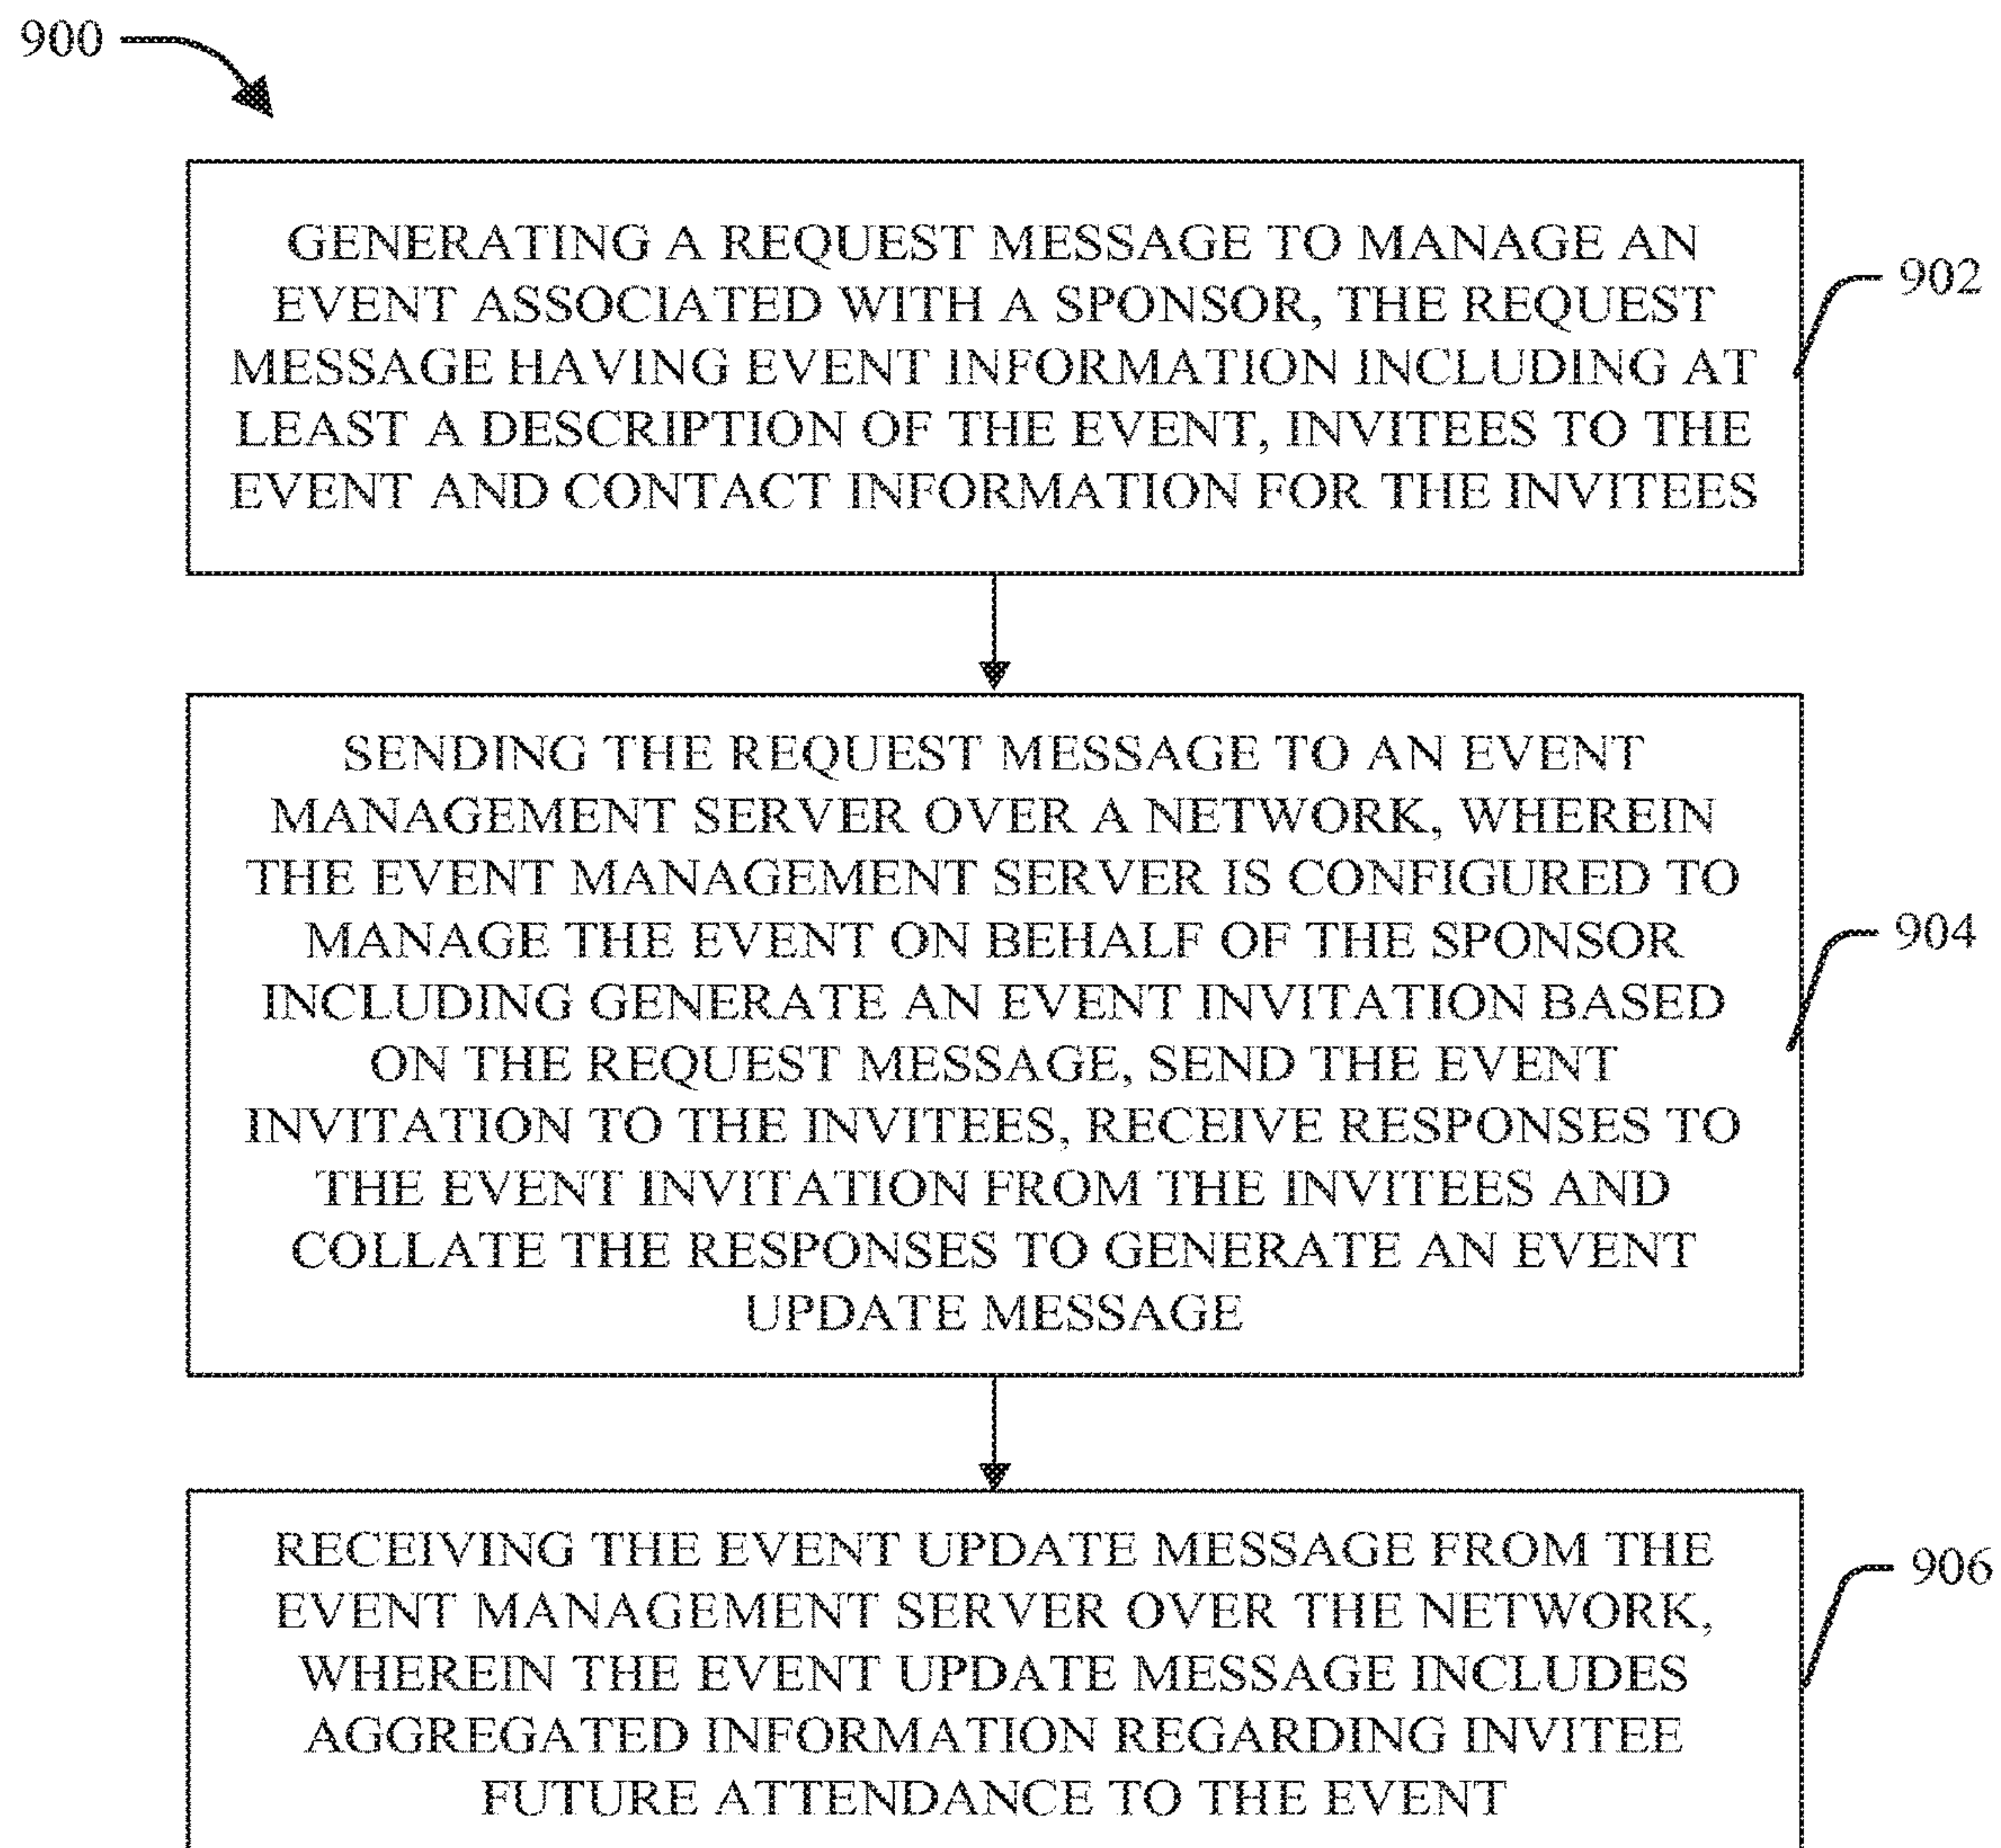 900
GENERATING A REQUEST MESSAGE TO MANAGE AN
EVENT ASSOCIATED WITH A SPONSOR, THE REQUEST
MESSAGE HAVING EVENT INFORMATION INCLUDING AT
LEAST A DESCRIPTION OF THE EVENT, INVITEES TO THE
EVENT AND CONTACT INFORMATION FOR THE INVITEES
902
SENDING THE REQUEST MESSAGE TO AN EVENT
MANAGEMENT SERVER OVER A NETWORK, WHEREIN
THE EVENT MANAGEMENT SERVER IS CONFIGURED TO
MANAGE THE EVENT ON BEHALF OF THE SPONSOR
INCLUDING GENERATE AN EVENT INVITATION BASED
ON THE REQUEST MESSAGE, SEND THE EVENT
INVITATION TO THE INVITEES, RECEIVE RESPONSES TO
THE EVENT INVITATION FROM THE INVITEES AND
COLLATE THE RESPONSES TO GENERATE AN EVENT
UPDATE MESSAGE
904
RECEIVING THE EVENT UPDATE MESSAGE FROM THE
EVENT MANAGEMENT SERVER OVER THE NETWORK,
WHEREIN THE EVENT UPDATE MESSAGE INCLUDES
AGGREGATED INFORMATION REGARDING INVITEE
FUTURE ATTENDANCE TO THE EVENT
906